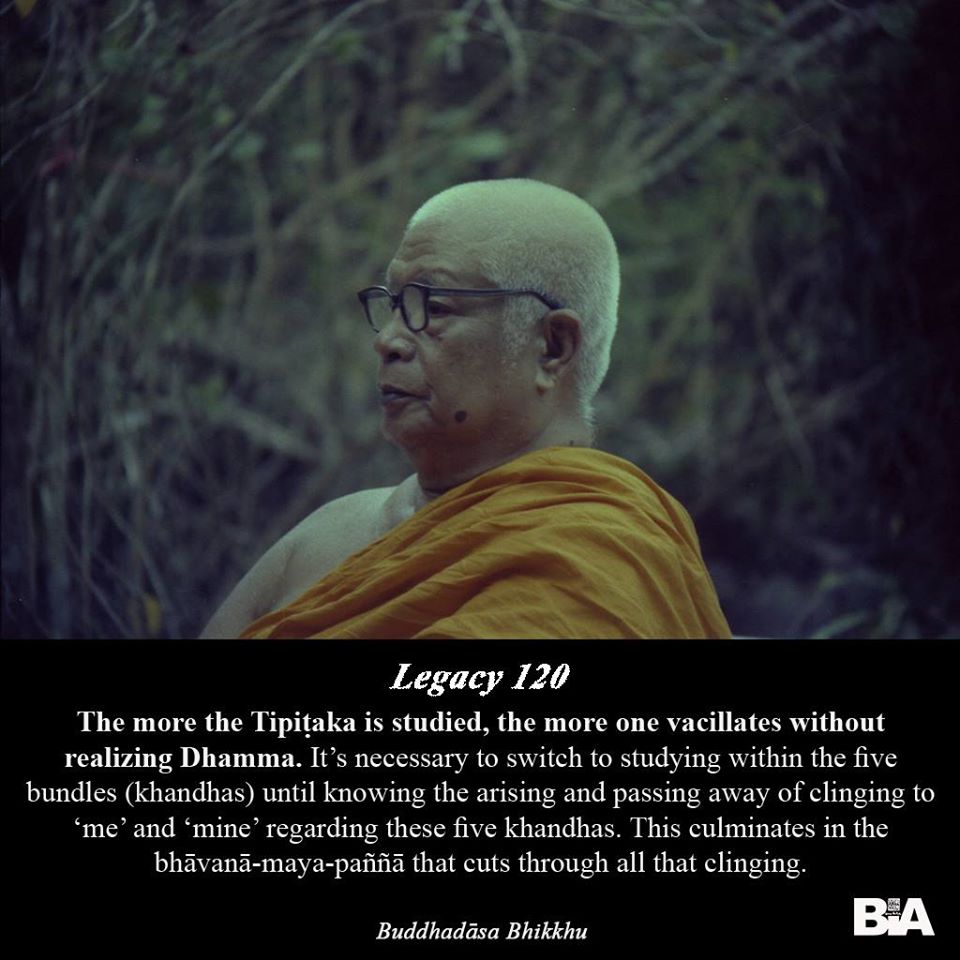 Legacy 120
The more the Tipiṭaka is studied, the more one vacillates without
realizing Dhamma. It’s necessary to switch to studying within the five
bundles (khandhas) until knowing the arising and passing away of clinging to
‘me’ and ‘mine’ regarding these five khandhas. This culminates in the
bhāvanā-maya-paññā that cuts through all that clinging.
Buddhadāsa Bhikkhu
BIA